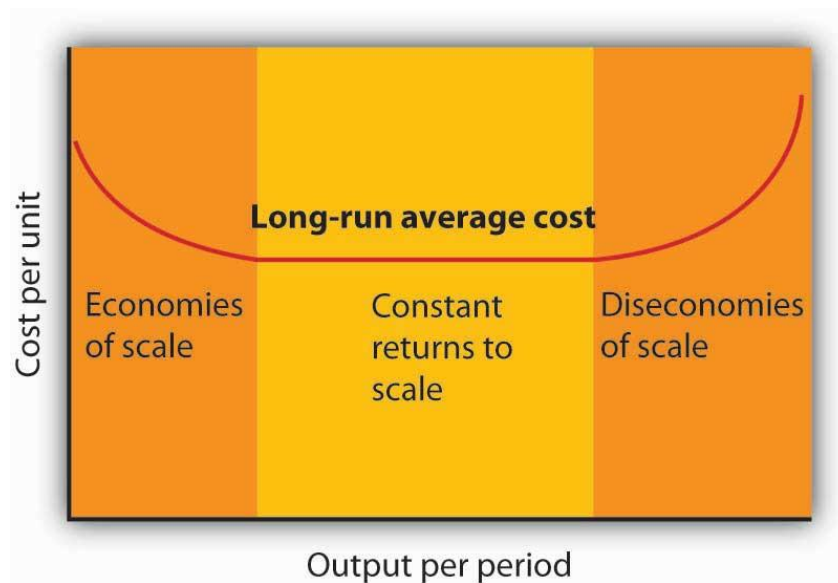 Cost per unit
Long-run average cost
Economies
of scale
Constant
returns to
scale
Diseconomies
of scale
Output per period